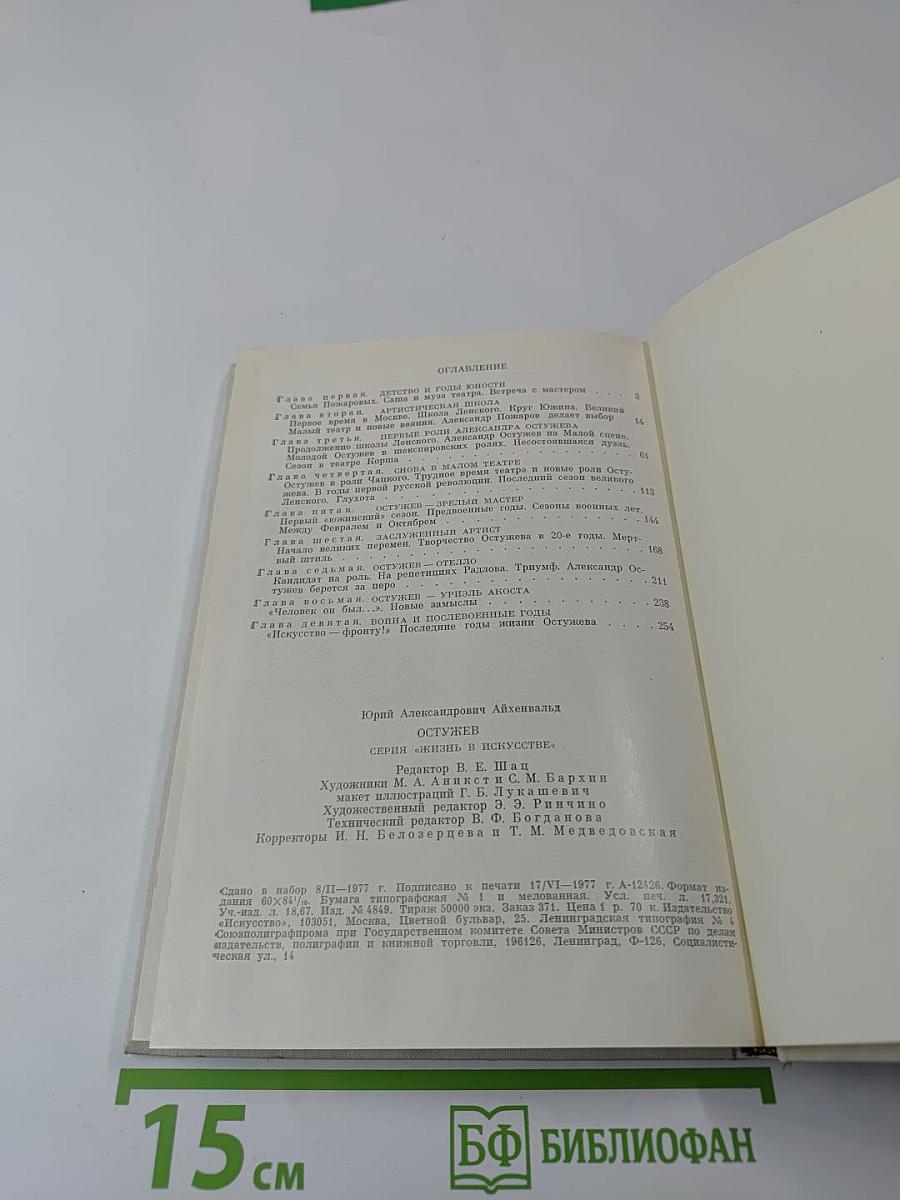 ОГЛАВЛЕНИЕ
Глава первая. ДЕТСТВО И ГОДЫ ЮНОСТИ
Семья Пожаровых. Саша и муза театра. Встреча с мастером . . . 3
Глава вторая. АРТИСТИЧЕСКАЯ ШКОЛА
Первое время в Москве. Школа Ленского. Круг Южина. Великий
Малый театр и новые веяния. Александр Пожаров делает выбор 14
Глава третья. ПЕРВЫЕ РОЛИ АЛЕКСАНДРА ОСТУЖЕВА
Продолжение школы Ленского. Александр Остужев на Малой сцене.
Молодой Остужев в шекспировских ролях. Несостоявшаяся дуэль.
Сезон в театре Корша . . . . . . . . . . . . . . . . 61
Глава четвертая. СНОВА В МАЛОМ ТЕАТРЕ
Остужев в роли Чацкого. Трудное время театра и новые роли Осту-
жева. В годы первой русской революции. Последний сезон великого
Ленского. Глухота . . . . . . . . . . . . . . . . . . 113
Глава пятая. ОСТУЖЕВ — ЗРЕЛЫЙ МАСТЕР
Первый «южинский» сезон. Предвоенные годы. Сезоны военных лет.
Между Февралем и Октябрем . . . . . . . . . . . . . . 144
Глава шестая. ЗАСЛУЖЕННЫЙ АРТИСТ
Начало великих перемен. Творчество Остужева в 20-е годы. Мерт-
вый штиль . . . . . . . . . . . . . . . . . . . . . . 168
Глава седьмая. ОСТУЖЕВ — ОТЕЛЛО
Кандидат на роль. На репетициях Радлова. Триумф. Александр Ос-
тужев берется за перо . . . . . . . . . . . . . . . . 211
Глава восьмая. ОСТУЖЕВ — УРИЭЛЬ АКОСТА
«Человек он был. . .». Новые замыслы . . . . . . . . . . . 238
Глава девятая. ВОЙНА И ПОСЛЕВОЕННЫЕ ГОДЫ
«Искусство — фронту!» Последние годы жизни Остужева . . . . 254
Юрий Александрович Айхенвальд
ОСТУЖЕВ
СЕРИЯ «ЖИЗНЬ В ИСКУССТВЕ»
Редактор В. Е. Шац
Художники М. А. Аникст и С. М. Бархин
макет иллюстраций Г. Б. Лукашевич
Художественный редактор Э. Э. Ринчино
Технический редактор В. Ф. Богданова
Корректоры И. Н. Белозерцева и Т. М. Медведовская
Сдано в набор 8/II—1977 г. Подписано к печати 17/VI—1977 г. А-12426. Формат из-
дания 60×84¹/₁₆. Бумага типографская № 1 и мелованная. Усл. печ. л. 17,321.
Уч.-изд. л. 18,67. Изд. № 4849. Тираж 50000 экз. Заказ 371. Цена 1 р. 70 к. Издательство
«Искусство», 103051, Москва, Цветной бульвар, 25. Ленинградская типография № 4
Союзполиграфпрома при Государственном комитете Совета Министров СССР по делам
издательств, полиграфии и книжной торговли, 196126, Ленинград, Ф-126, Социалисти-
ческая ул., 14
15 см
БФ БИБЛИОФАН